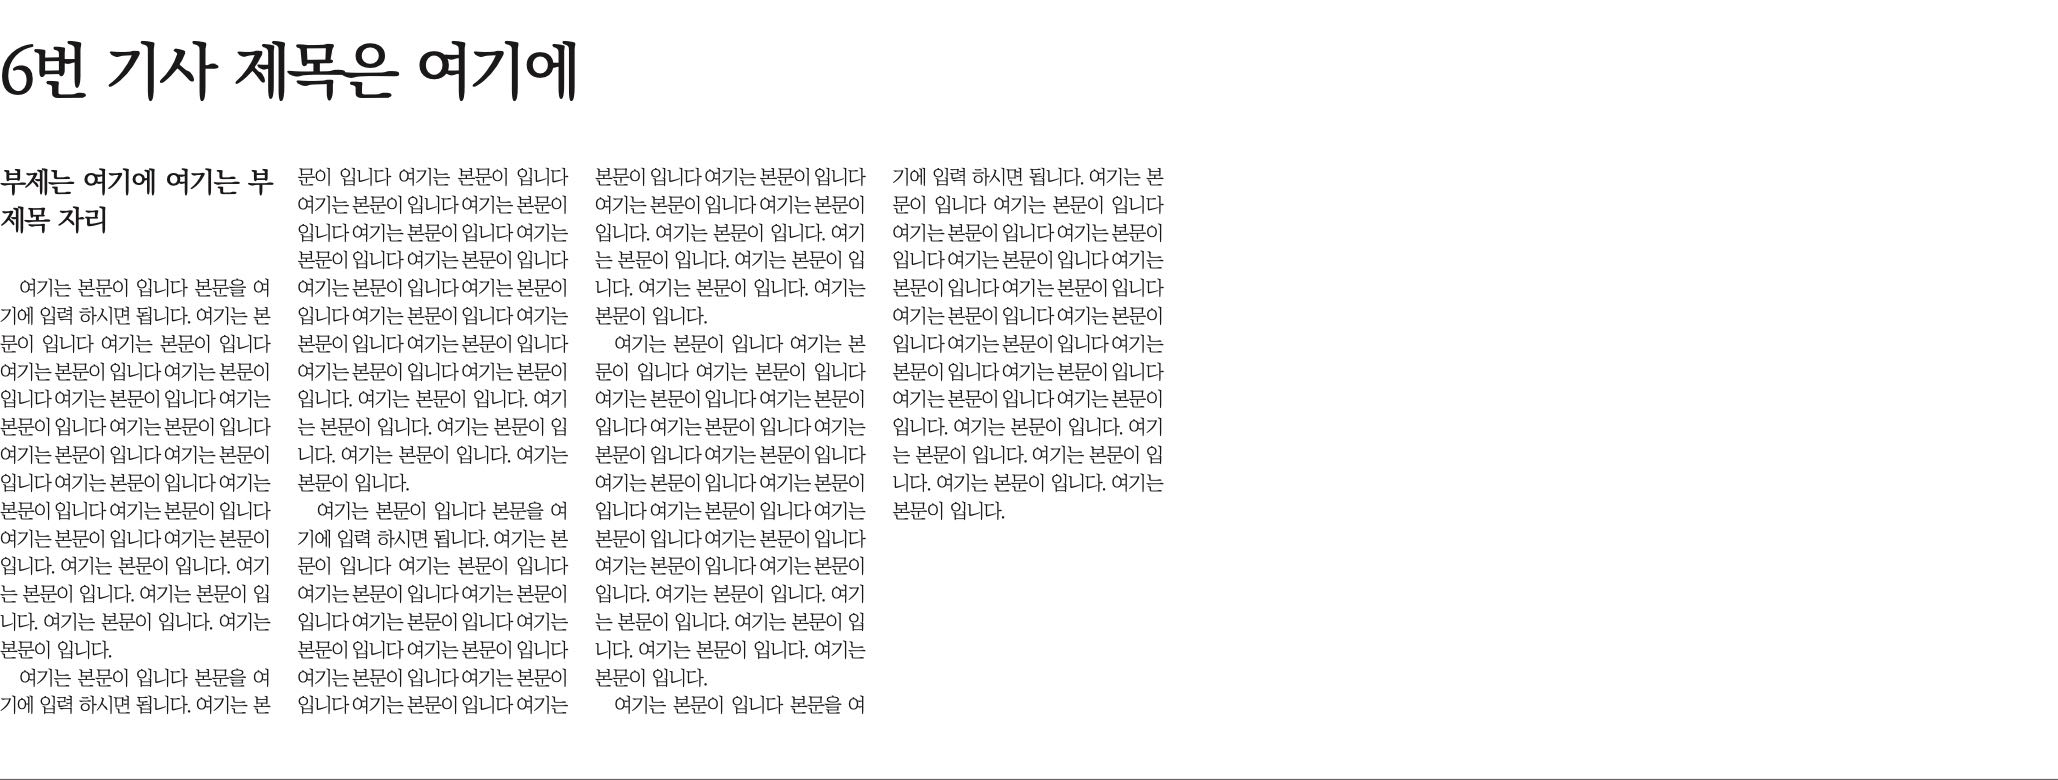 6번 기사 제목은 여기에
부제는 여기에 여기는 부
제목 자리
여기는 본문이 입니다 본문을 여
기에 입력 하시면 됩니다. 여기는 본
문이 입니다 여기는 본문이 입니다
여기는 본문이 입니다 여기는 본문이
입니다 여기는 본문이 입니다 여기는
본문이 입니다 여기는 본문이 입니다
여기는 본문이 입니다 여기는 본문이
입니다 여기는 본문이 입니다 여기는
본문이 입니다 여기는 본문이 입니다
여기는 본문이 입니다 여기는 본문이
입니다. 여기는 본문이 입니다. 여기
는 본문이 입니다. 여기는 본문이 입
니다. 여기는 본문이 입니다. 여기는
본문이 입니다.
여기는 본문이 입니다 본문을 여
기에 입력 하시면 됩니다. 여기는 본
문이 입니다 여기는 본문이 입니다
여기는 본문이 입니다 여기는 본문이
입니다 여기는 본문이 입니다 여기는
본문이 입니다 여기는 본문이 입니다
여기는 본문이 입니다 여기는 본문이
입니다 여기는 본문이 입니다 여기는
본문이 입니다 여기는 본문이 입니다
여기는 본문이 입니다 여기는 본문이
입니다. 여기는 본문이 입니다. 여기
는 본문이 입니다. 여기는 본문이 입
니다. 여기는 본문이 입니다. 여기는
본문이 입니다.
여기는 본문이 입니다 본문을 여
기에 입력 하시면 됩니다. 여기는 본
문이 입니다 여기는 본문이 입니다
여기는 본문이 입니다 여기는 본문이
입니다 여기는 본문이 입니다 여기는
본문이 입니다 여기는 본문이 입니다
여기는 본문이 입니다 여기는 본문이
입니다 여기는 본문이 입니다 여기는
본문이 입니다 여기는 본문이 입니다
여기는 본문이 입니다 여기는 본문이
입니다. 여기는 본문이 입니다. 여기
는 본문이 입니다. 여기는 본문이 입
니다. 여기는 본문이 입니다. 여기는
본문이 입니다.
여기는 본문이 입니다 여기는 본
문이 입니다 여기는 본문이 입니다
여기는 본문이 입니다 여기는 본문이
입니다 여기는 본문이 입니다 여기는
본문이 입니다 여기는 본문이 입니다
여기는 본문이 입니다 여기는 본문이
입니다 여기는 본문이 입니다 여기는
본문이 입니다 여기는 본문이 입니다
여기는 본문이 입니다 여기는 본문이
입니다. 여기는 본문이 입니다. 여기
는 본문이 입니다. 여기는 본문이 입
니다. 여기는 본문이 입니다. 여기는
본문이 입니다.
여기는 본문이 입니다 본문을 여
기에 입력 하시면 됩니다. 여기는 본
문이 입니다 여기는 본문이 입니다
여기는 본문이 입니다 여기는 본문이
입니다 여기는 본문이 입니다 여기는
본문이 입니다 여기는 본문이 입니다
여기는 본문이 입니다 여기는 본문이
입니다 여기는 본문이 입니다 여기는
본문이 입니다 여기는 본문이 입니다
여기는 본문이 입니다 여기는 본문이
입니다. 여기는 본문이 입니다. 여기
는 본문이 입니다. 여기는 본문이 입
니다. 여기는 본문이 입니다. 여기는
본문이 입니다.